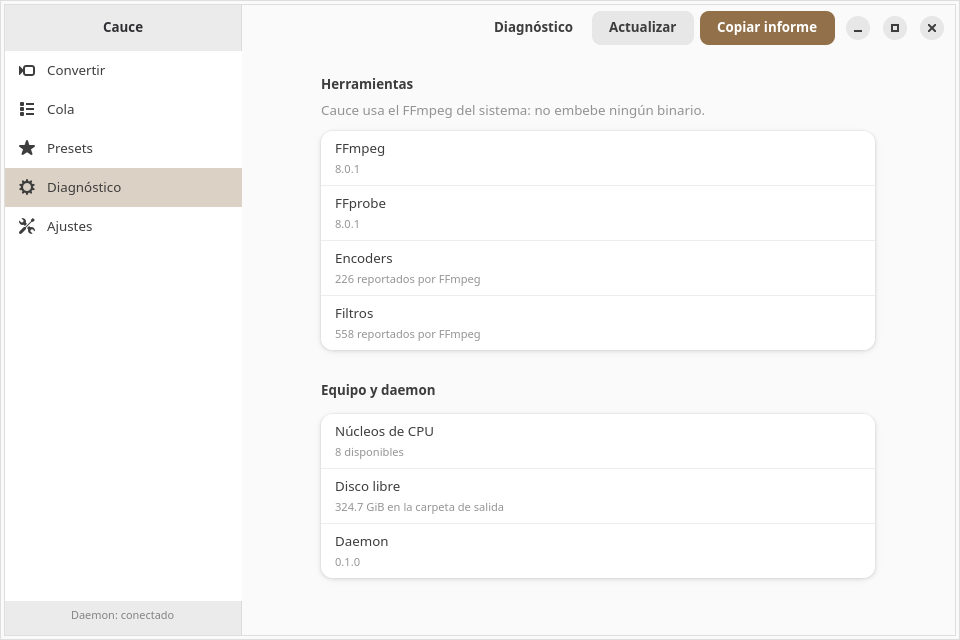 Cauce
Convertir
Cola
Presets
Diagnóstico
Ajustes
Daemon: conectado
Diagnóstico
Actualizar
Copiar informe
Herramientas
Cauce usa el FFmpeg del sistema: no embebe ningún binario.
FFmpeg
8.0.1
FFprobe
8.0.1
Encoders
226 reportados por FFmpeg
Filtros
558 reportados por FFmpeg
Equipo y daemon
Núcleos de CPU
8 disponibles
Disco libre
324.7 GiB en la carpeta de salida
Daemon
0.1.0